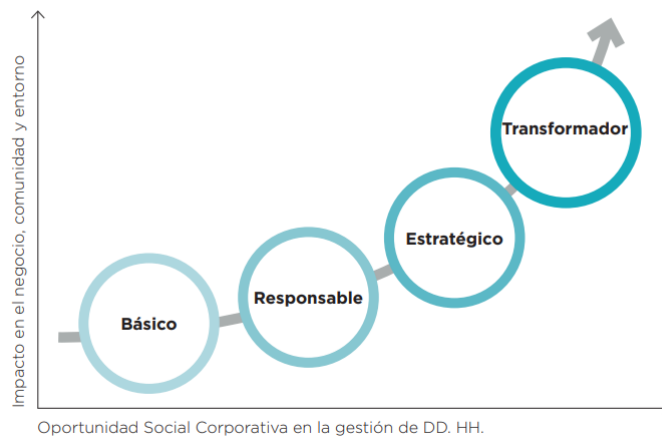 Impacto en el negocio, comunidad y entorno
Transformador
Estratégico
Responsable
Básico
Oportunidad Social Corporativa en la gestión de DD. HH.